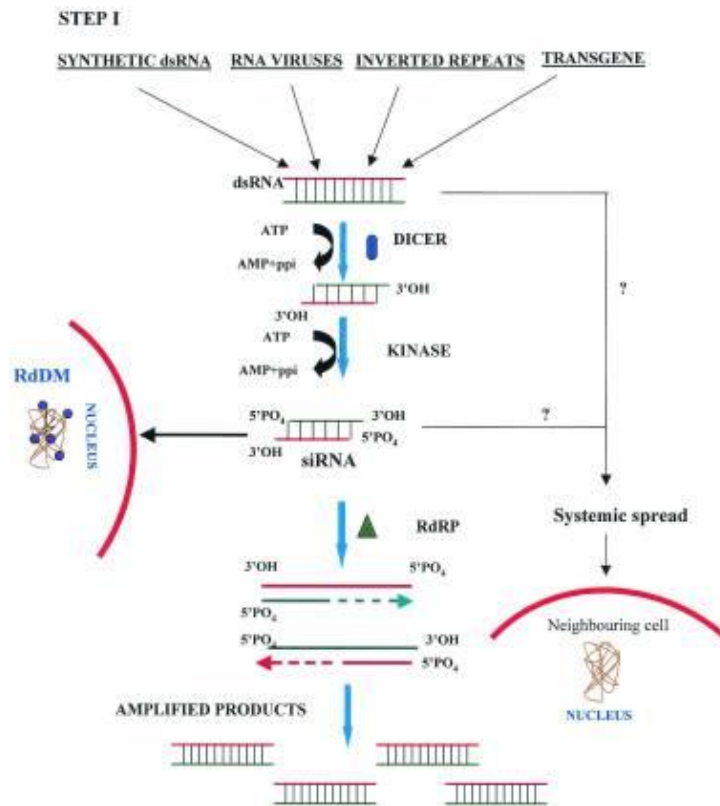 STEP I
SYNTHETIC dsRNA RNA VIRUSES INVERTED REPEATS TRANSGENE
dsRNA
ATP
DICER
AMP+ppi
?
3'OH
3'OH
ATP
KINASE
AMP+ppi
RdDM
NUCLEUS
5'PO4 3'OH
?
5'PO4
3'OH
siRNA
RdRP
Systemic spread
3'OH 5'PO4
5'PO4
5'PO4 3'OH
5'PO4
Neighbouring cell
NUCLEUS
AMPLIFIED PRODUCTS